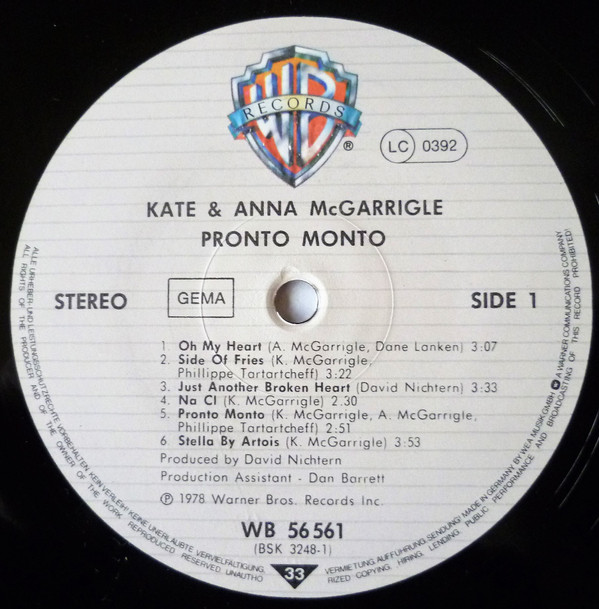 WB
RECORDS
®
LC 0392
KATE & ANNA McGARRIGLE
PRONTO MONTO
STEREO
GEMA
SIDE 1
1. Oh My Heart (A. McGarrigle, Dane Lanken) 3:07
2. Side Of Fries (K. McGarrigle,
Phillippe Tartartcheff) 3:22
3. Just Another Broken Heart (David Nichtern) 3:33
4. Na Cl (K. McGarrigle) 2.30
5. Pronto Monto (K. McGarrigle, A. McGarrigle,
Phillippe Tartartcheff) 2:51
6. Stella By Artois (K. McGarrigle) 3:53
Produced by David Nichtern
Production Assistant - Dan Barrett
℗ 1978 Warner Bros. Records Inc.
WB 56 561
(BSK 3248-1)
33
ALLE URHEBER- UND LEISTUNGSSCHUTZRECHTE VORBEHALTEN. KEIN VERLEIH! KEINE UNERLAUBTE VERVIELFÄLTIGUNG, VERMIETUNG, AUFFÜHRUNG, SENDUNG! MADE IN GERMANY. BY WEA MUSIK GMBH A WARNER COMMUNICATIONS COMPANY
ALL RIGHTS OF THE PRODUCER AND OF THE OWNER OF THE WORK REPRODUCED RESERVED. UNAUTHORIZED COPYING, HIRING, LENDING, PUBLIC PERFORMANCE AND BROADCASTING OF THIS RECORD PROHIBITED!